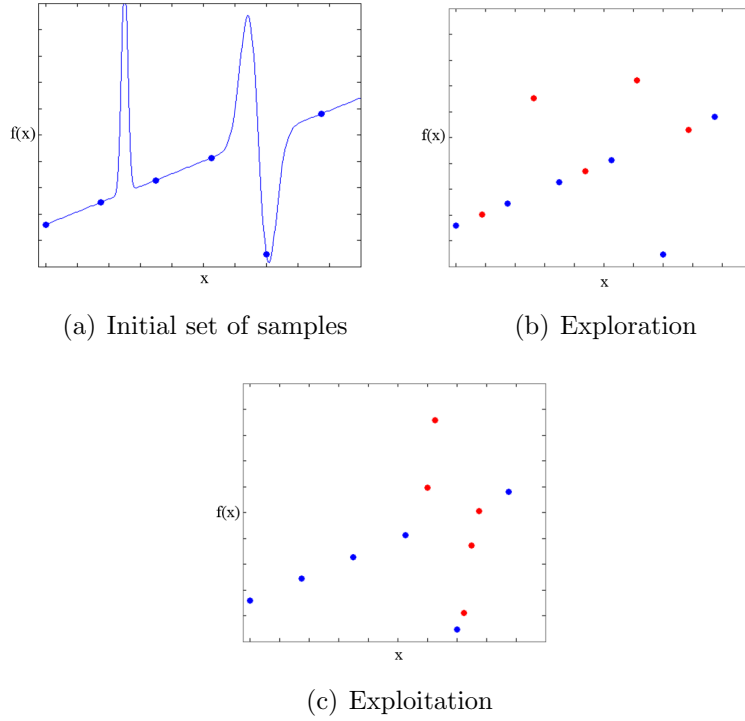 f(x)
x
(a) Initial set of samples
f(x)
x
(b) Exploration
f(x)
x
(c) Exploitation